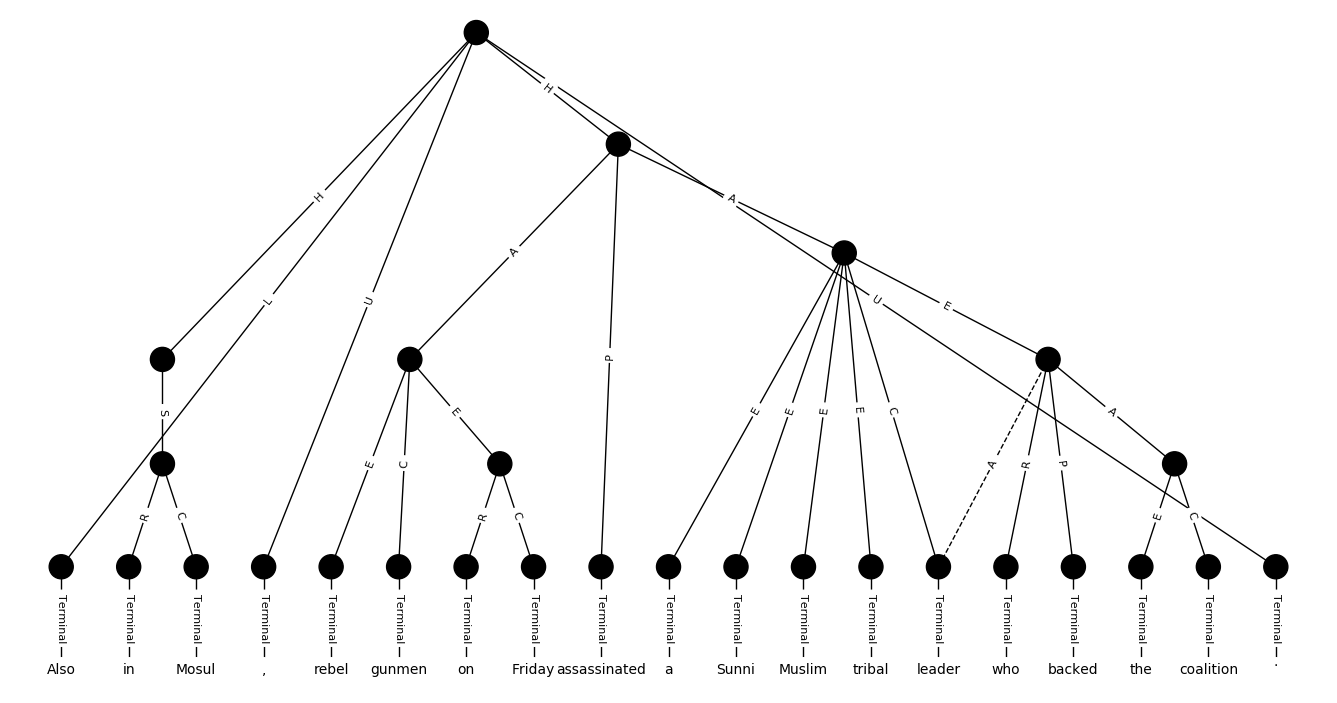 H
H
A
L
A
U
U
E
P
S
E
E
E
E
E
C
A
E
C
A
R
P
R
C
R
C
E
C
Terminal Terminal Terminal Terminal Terminal Terminal Terminal Terminal Terminal Terminal Terminal Terminal Terminal Terminal Terminal Terminal Terminal Terminal Terminal
Also in Mosul , rebel gunmen on Friday assassinated a Sunni Muslim tribal leader who backed the coalition .